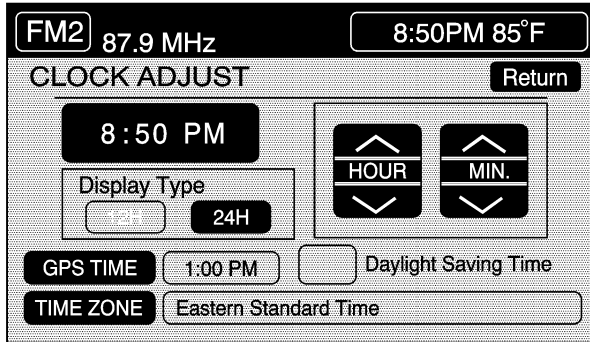 FM2 87.9 MHz 8:50PM 85°F
CLOCK ADJUST Return
8:50 PM
HOUR MIN.
Display Type
12H 24H
GPS TIME 1:00 PM Daylight Saving Time
TIME ZONE Eastern Standard Time